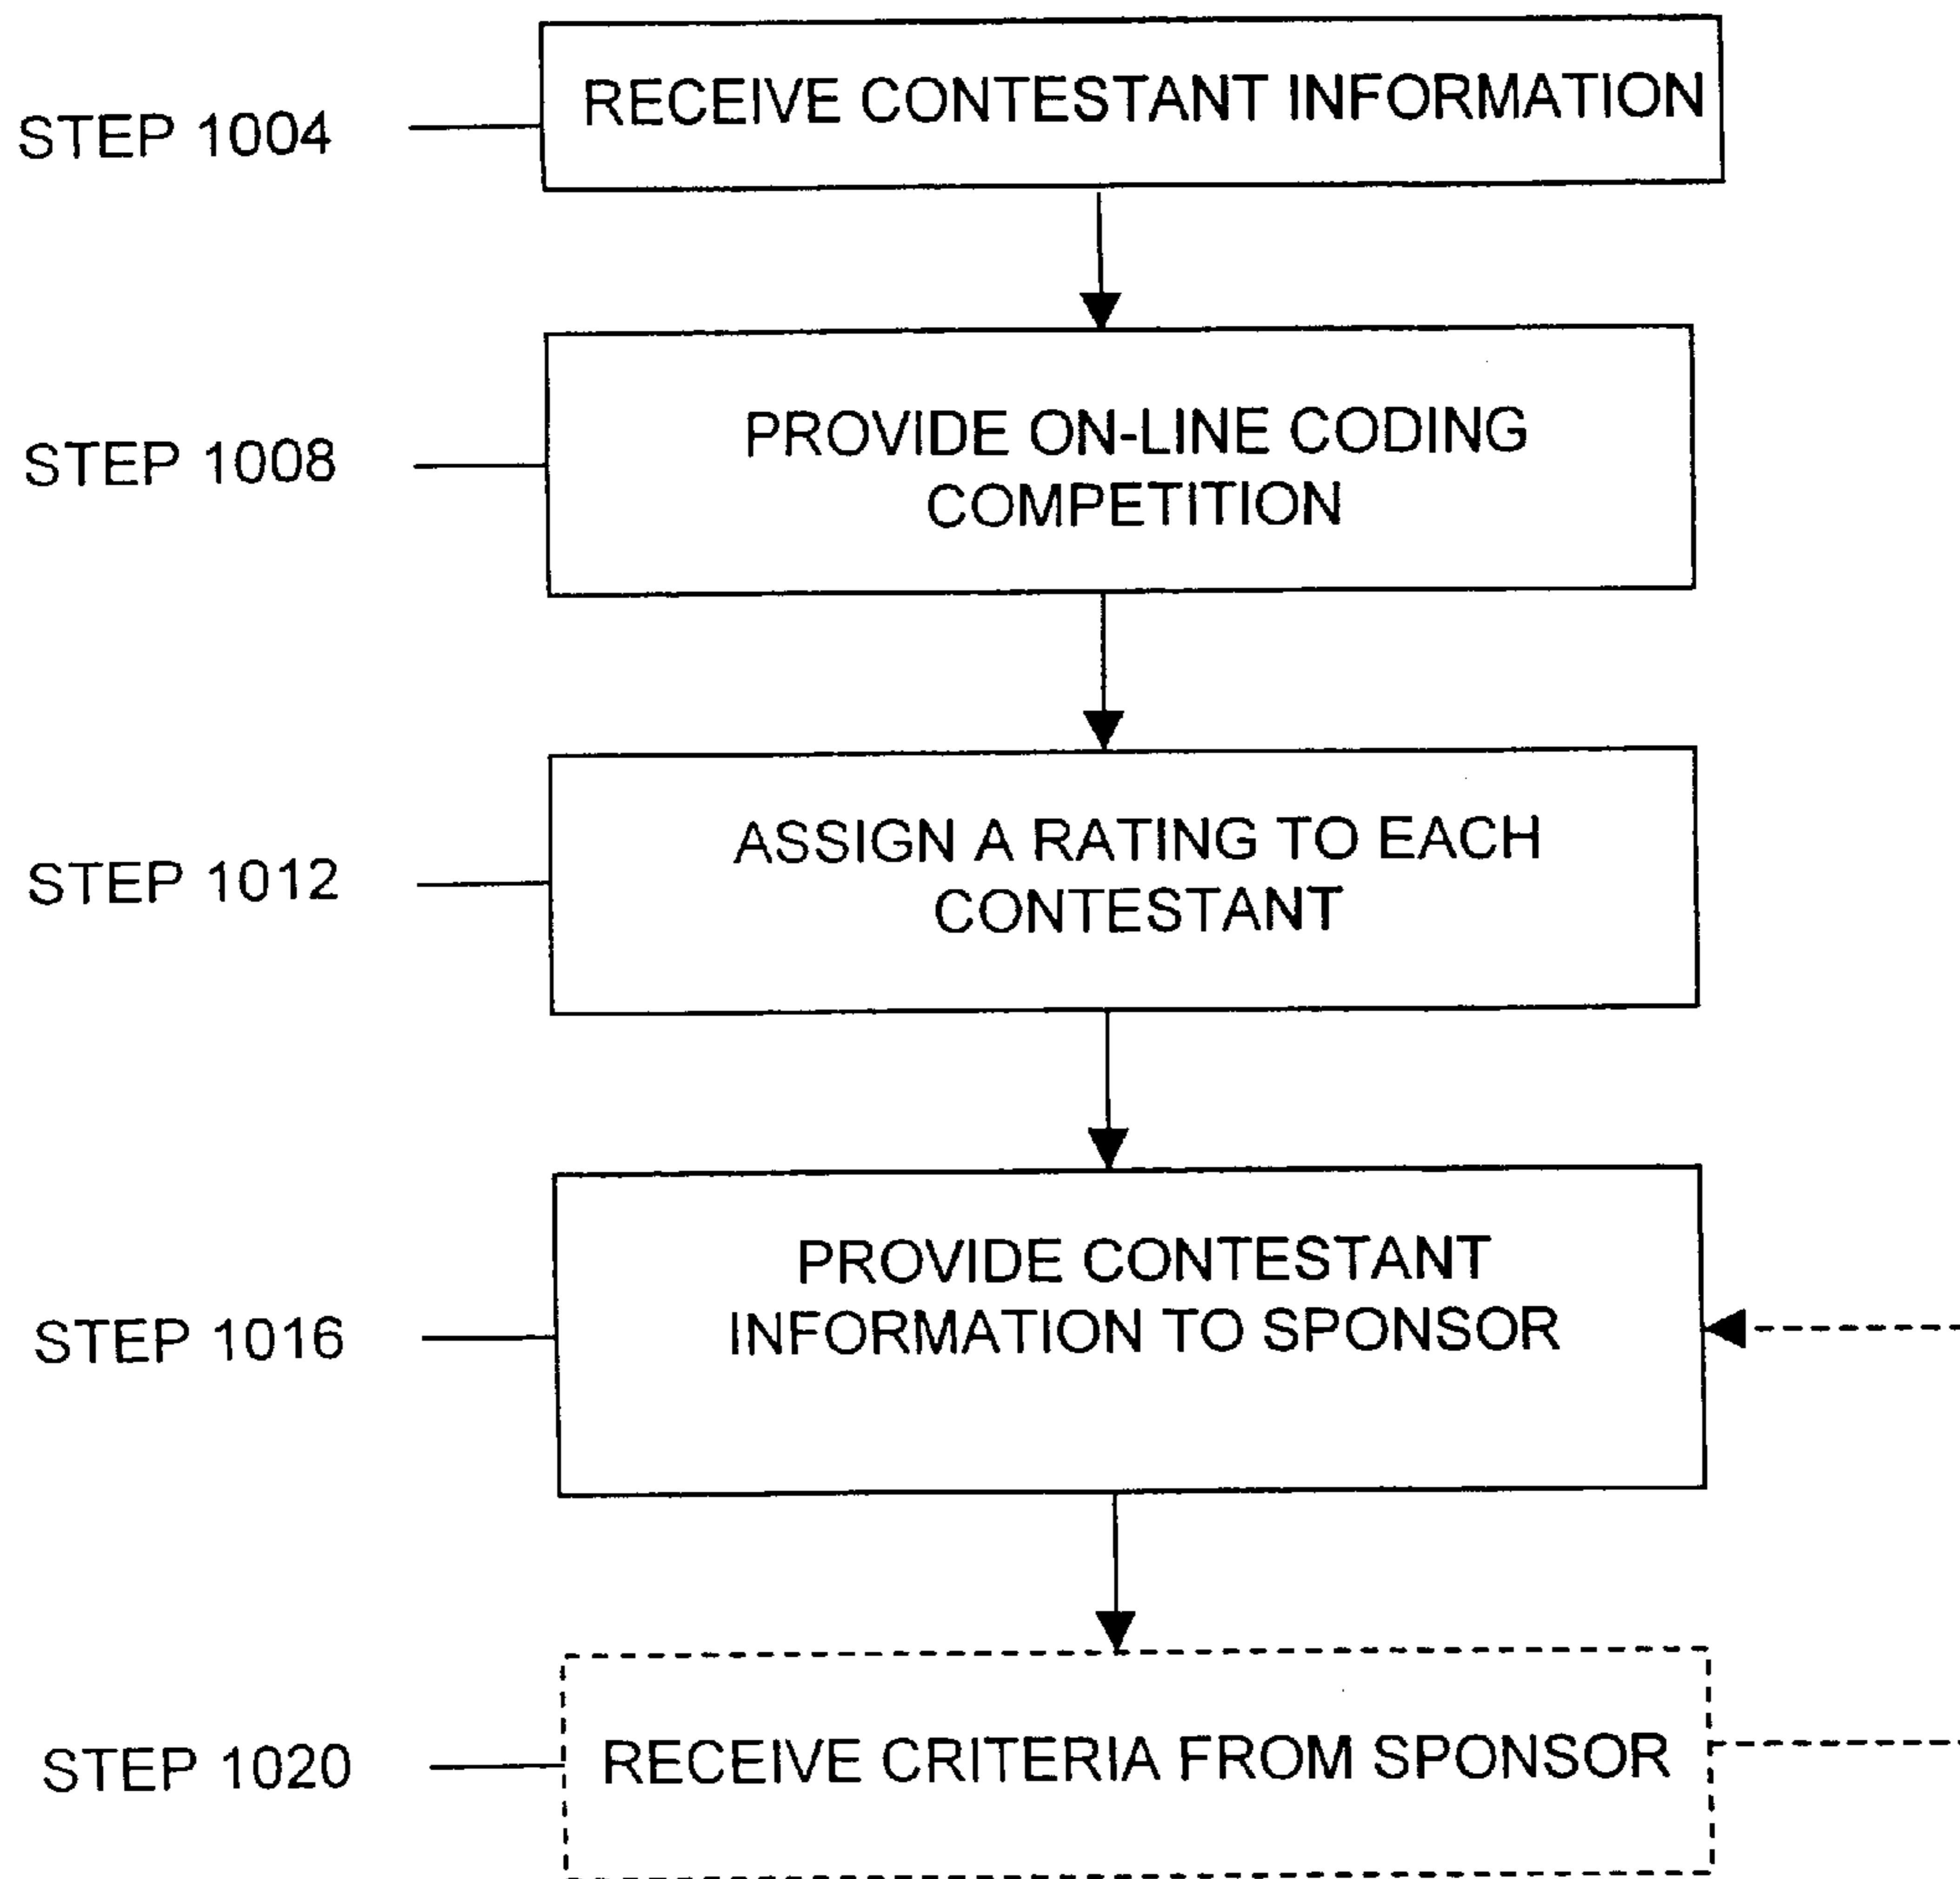 STEP 1004
RECEIVE CONTESTANT INFORMATION
STEP 1008
PROVIDE ON-LINE CODING
COMPETITION
STEP 1012
ASSIGN A RATING TO EACH
CONTESTANT
STEP 1016
PROVIDE CONTESTANT
INFORMATION TO SPONSOR
STEP 1020
RECEIVE CRITERIA FROM SPONSOR